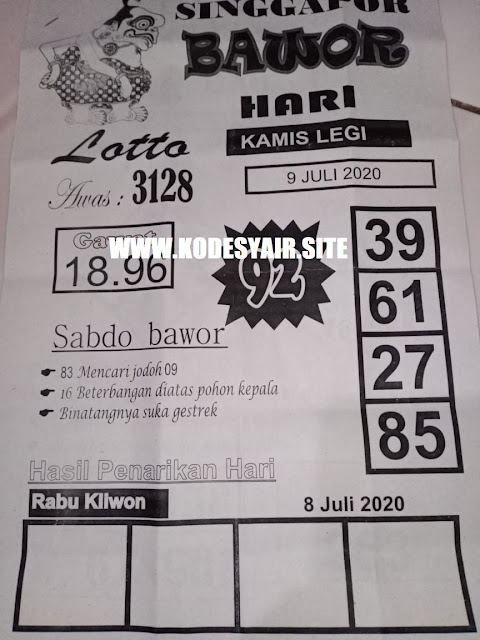 SINGGAPOR
BAWOR
HARI
KAMIS LEGI
Lotto
Awas : 3128
9 JULI 2020
Gawat
18.96
WWW.KODESYAIR.SITE
92
39
61
27
85
Sabdo bawor
83 Mencari jodoh 09
16 Beterbangan diatas pohon kepala
Binatangnya suka gestrek
Hasil Penarikan Hari
Rabu Kliwon
8 Juli 2020